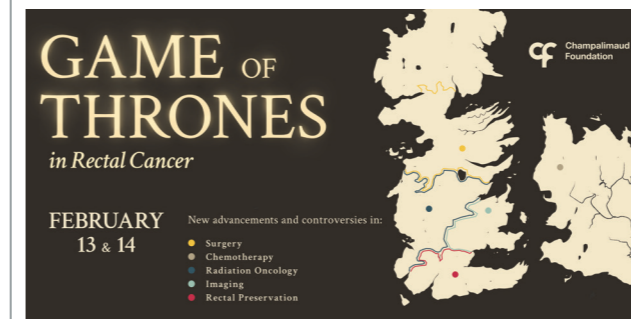 GAME OF
THRONES
in Rectal Cancer
Champalimaud
Foundation
FEBRUARY
13 & 14
New advancements and controversies in:
Surgery
Chemotherapy
Radiation Oncology
Imaging
Rectal Preservation